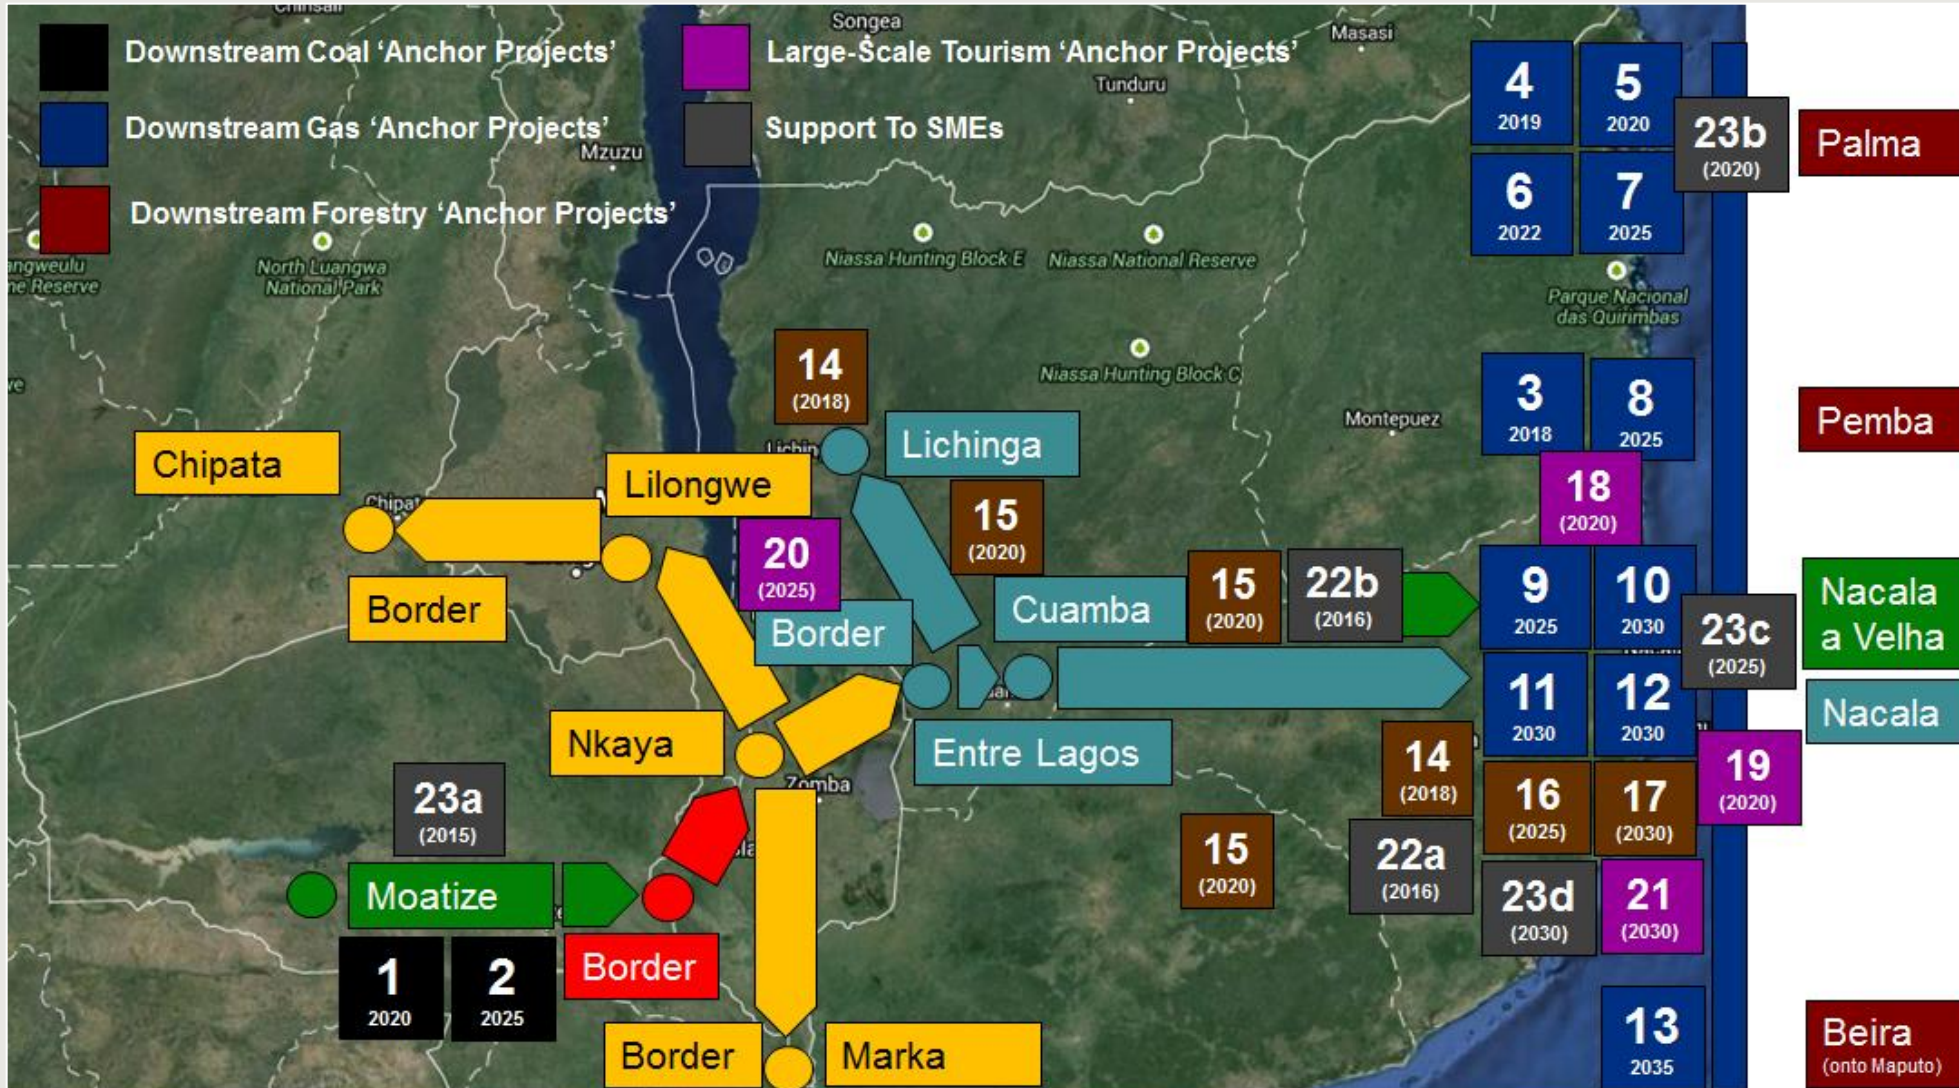 Chinsali
Songea
Masasi
Downstream Coal ‘Anchor Projects’
Large-Scale Tourism ‘Anchor Projects’
Tunduru
4
2019
5
2020
Downstream Gas ‘Anchor Projects’
Support To SMEs
23b
(2020)
Palma
Mzuzu
6
2022
7
2025
Downstream Forestry ‘Anchor Projects’
angweulu
me Reserve
North Luangwa
National Park
Niassa Hunting Block E
Niassa National Reserve
Parque Nacional
das Quirimbas
14
(2018)
Niassa Hunting Block C
3
2018
8
2025
Pemba
Montepuez
Lichinga
Chipata
Lilongwe
18
(2020)
15
(2020)
20
(2025)
Border
Border
Cuamba
15
(2020)
22b
(2016)
9
2025
10
2030
23c
(2025)
Nacala
a Velha
11
2030
12
2030
Nacala
Nkaya
Entre Lagos
Zomba
14
(2018)
16
(2025)
17
(2030)
19
(2020)
23a
(2015)
15
(2020)
22a
(2016)
23d
(2030)
21
(2030)
Moatize
1
2020
2
2025
Border
13
2035
Beira
(onto Maputo)
Border
Marka